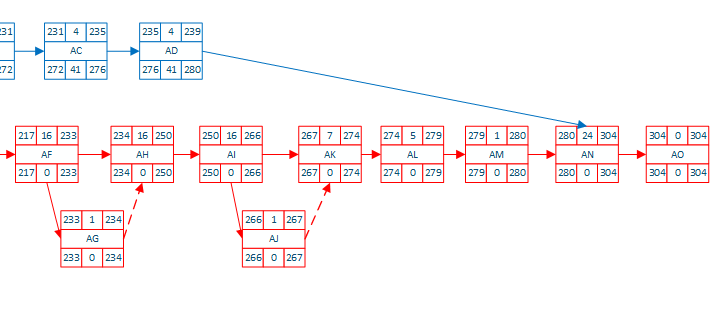 231
272
231 4 235
AC
272 41 276
235 4 239
AD
276 41 280
217 16 233
AF
217 0 233
234 16 250
AH
234 0 250
250 16 266
AI
250 0 266
267 7 274
AK
267 0 274
274 5 279
AL
274 0 279
279 1 280
AM
279 0 280
280 24 304
AN
280 0 304
304 0 304
AO
304 0 304
233 1 234
AG
233 0 234
266 1 267
AJ
266 0 267